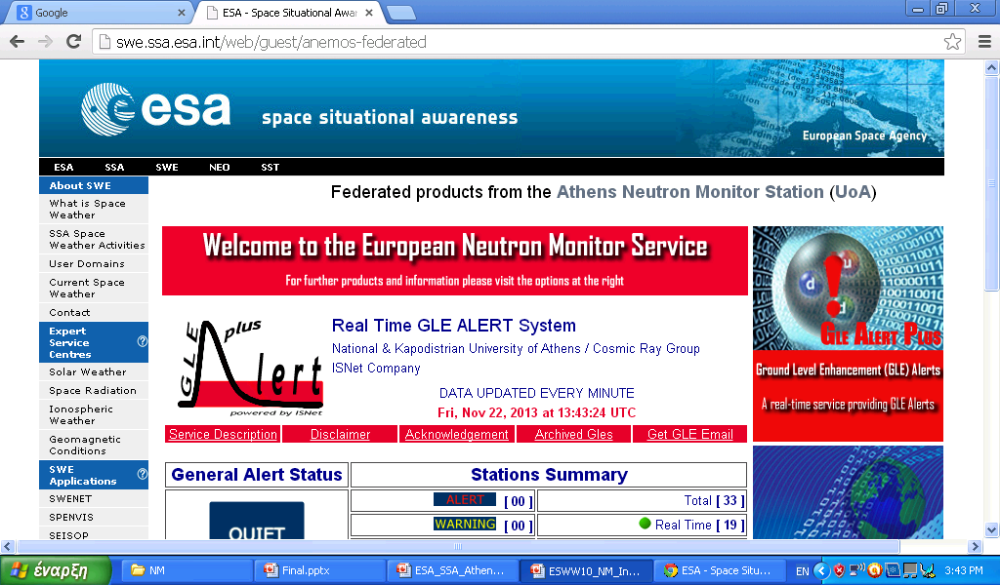 Google
ESA - Space Situational Awar
swe.ssa.esa.int/web/guest/anemos-federated
esa
space situational awareness
European Space Agency
ESA SSA SWE NEO SST
About SWE
What is Space
Weather
SSA Space
Weather Activities
User Domains
Current Space
Weather
Contact
Expert
Service
Centres
Solar Weather
Space Radiation
Ionospheric
Weather
Geomagnetic
Conditions
SWE
Applications
SWENET
SPENVIS
SEISOP
Federated products from the Athens Neutron Monitor Station (UoA)
Welcome to the European Neutron Monitor Service
For further products and information please visit the options at the right
GLE Alert plus
powered by ISNet
Real Time GLE ALERT System
National & Kapodistrian University of Athens / Cosmic Ray Group
ISNet Company
DATA UPDATED EVERY MINUTE
Fri, Nov 22, 2013 at 13:43:24 UTC
Service Description Disclaimer Acknowledgement Archived Gles Get GLE Email
General Alert Status
QUIET
Stations Summary
ALERT [ 00 ] Total [ 33 ]
WARNING [ 00 ] Real Time [ 19 ]
d u
GLE ALERT PLUS
Ground Level Enhancement (GLE) Alerts
A real-time service providing GLE Alerts
έναρξη
NM
Final.pptx
ESA_SSA_Athen...
ESWW10_NM_In...
ESA - Space Situ...
EN
3:43 PM